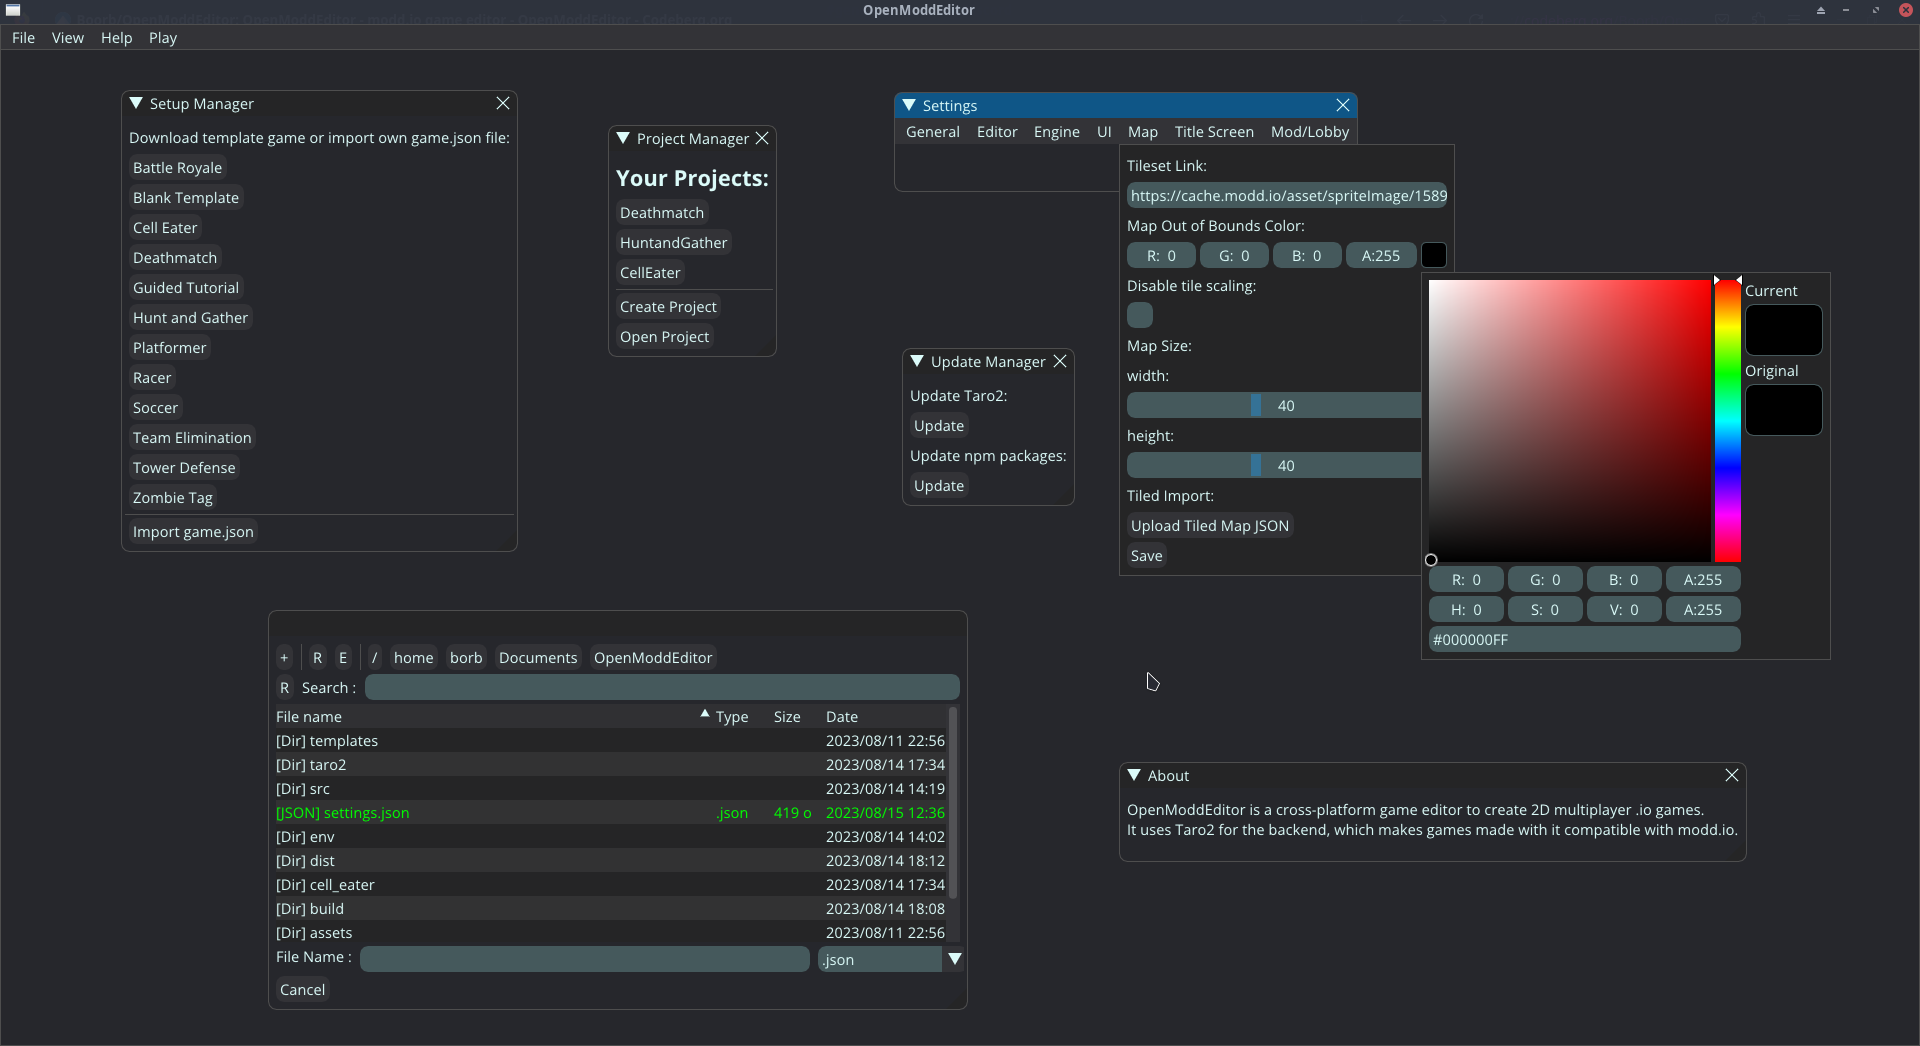 OpenModdEditor
File View Help Play
Setup Manager
Download template game or import own game.json file:
Battle Royale
Blank Template
Cell Eater
Deathmatch
Guided Tutorial
Hunt and Gather
Platformer
Racer
Soccer
Team Elimination
Tower Defense
Zombie Tag
Import game.json
Project Manager
Your Projects:
Deathmatch
HuntandGather
CellEater
Create Project
Open Project
Settings
General Editor Engine UI Map Title Screen Mod/Lobby
Tileset Link:
https://cache.modd.io/asset/spriteImage/1589
Map Out of Bounds Color:
R: 0 G: 0 B: 0 A:255
Disable tile scaling:
Map Size:
width:
40
height:
40
Tiled Import:
Upload Tiled Map JSON
Save
Current
Original
R: 0 G: 0 B: 0 A:255
H: 0 S: 0 V: 0 A:255
#000000FF
Update Manager
Update Taro2:
Update
Update npm packages:
Update
+ R E / home borb Documents OpenModdEditor
R Search :
File name Type Size Date
[Dir] templates 2023/08/11 22:56
[Dir] taro2 2023/08/14 17:34
[Dir] src 2023/08/14 14:19
[JSON] settings.json .json 419 o 2023/08/15 12:36
[Dir] env 2023/08/14 14:02
[Dir] dist 2023/08/14 18:12
[Dir] cell_eater 2023/08/14 17:34
[Dir] build 2023/08/14 18:08
[Dir] assets 2023/08/11 22:56
File Name : .json
Cancel
About
OpenModdEditor is a cross-platform game editor to create 2D multiplayer .io games.
It uses Taro2 for the backend, which makes games made with it compatible with modd.io.